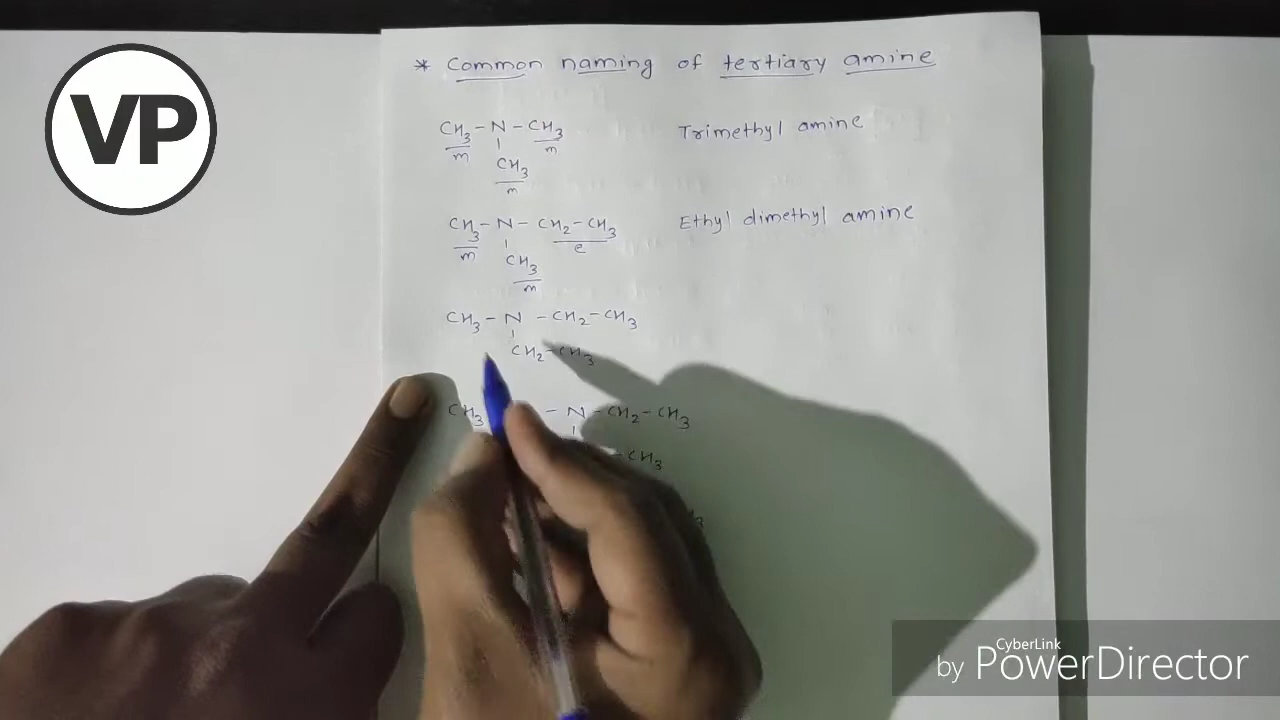 VP
* Common naming of tertiary amine
CH3 - N - CH3 Trimethyl amine
m m
CH3
m
CH3 - N - CH2 - CH3 Ethyl dimethyl amine
m e
CH3
m
CH3 - N - CH2 - CH3
CH2 - CH3
CH3 - N - CH2 - CH3
- CH3
CyberLink
by PowerDirector